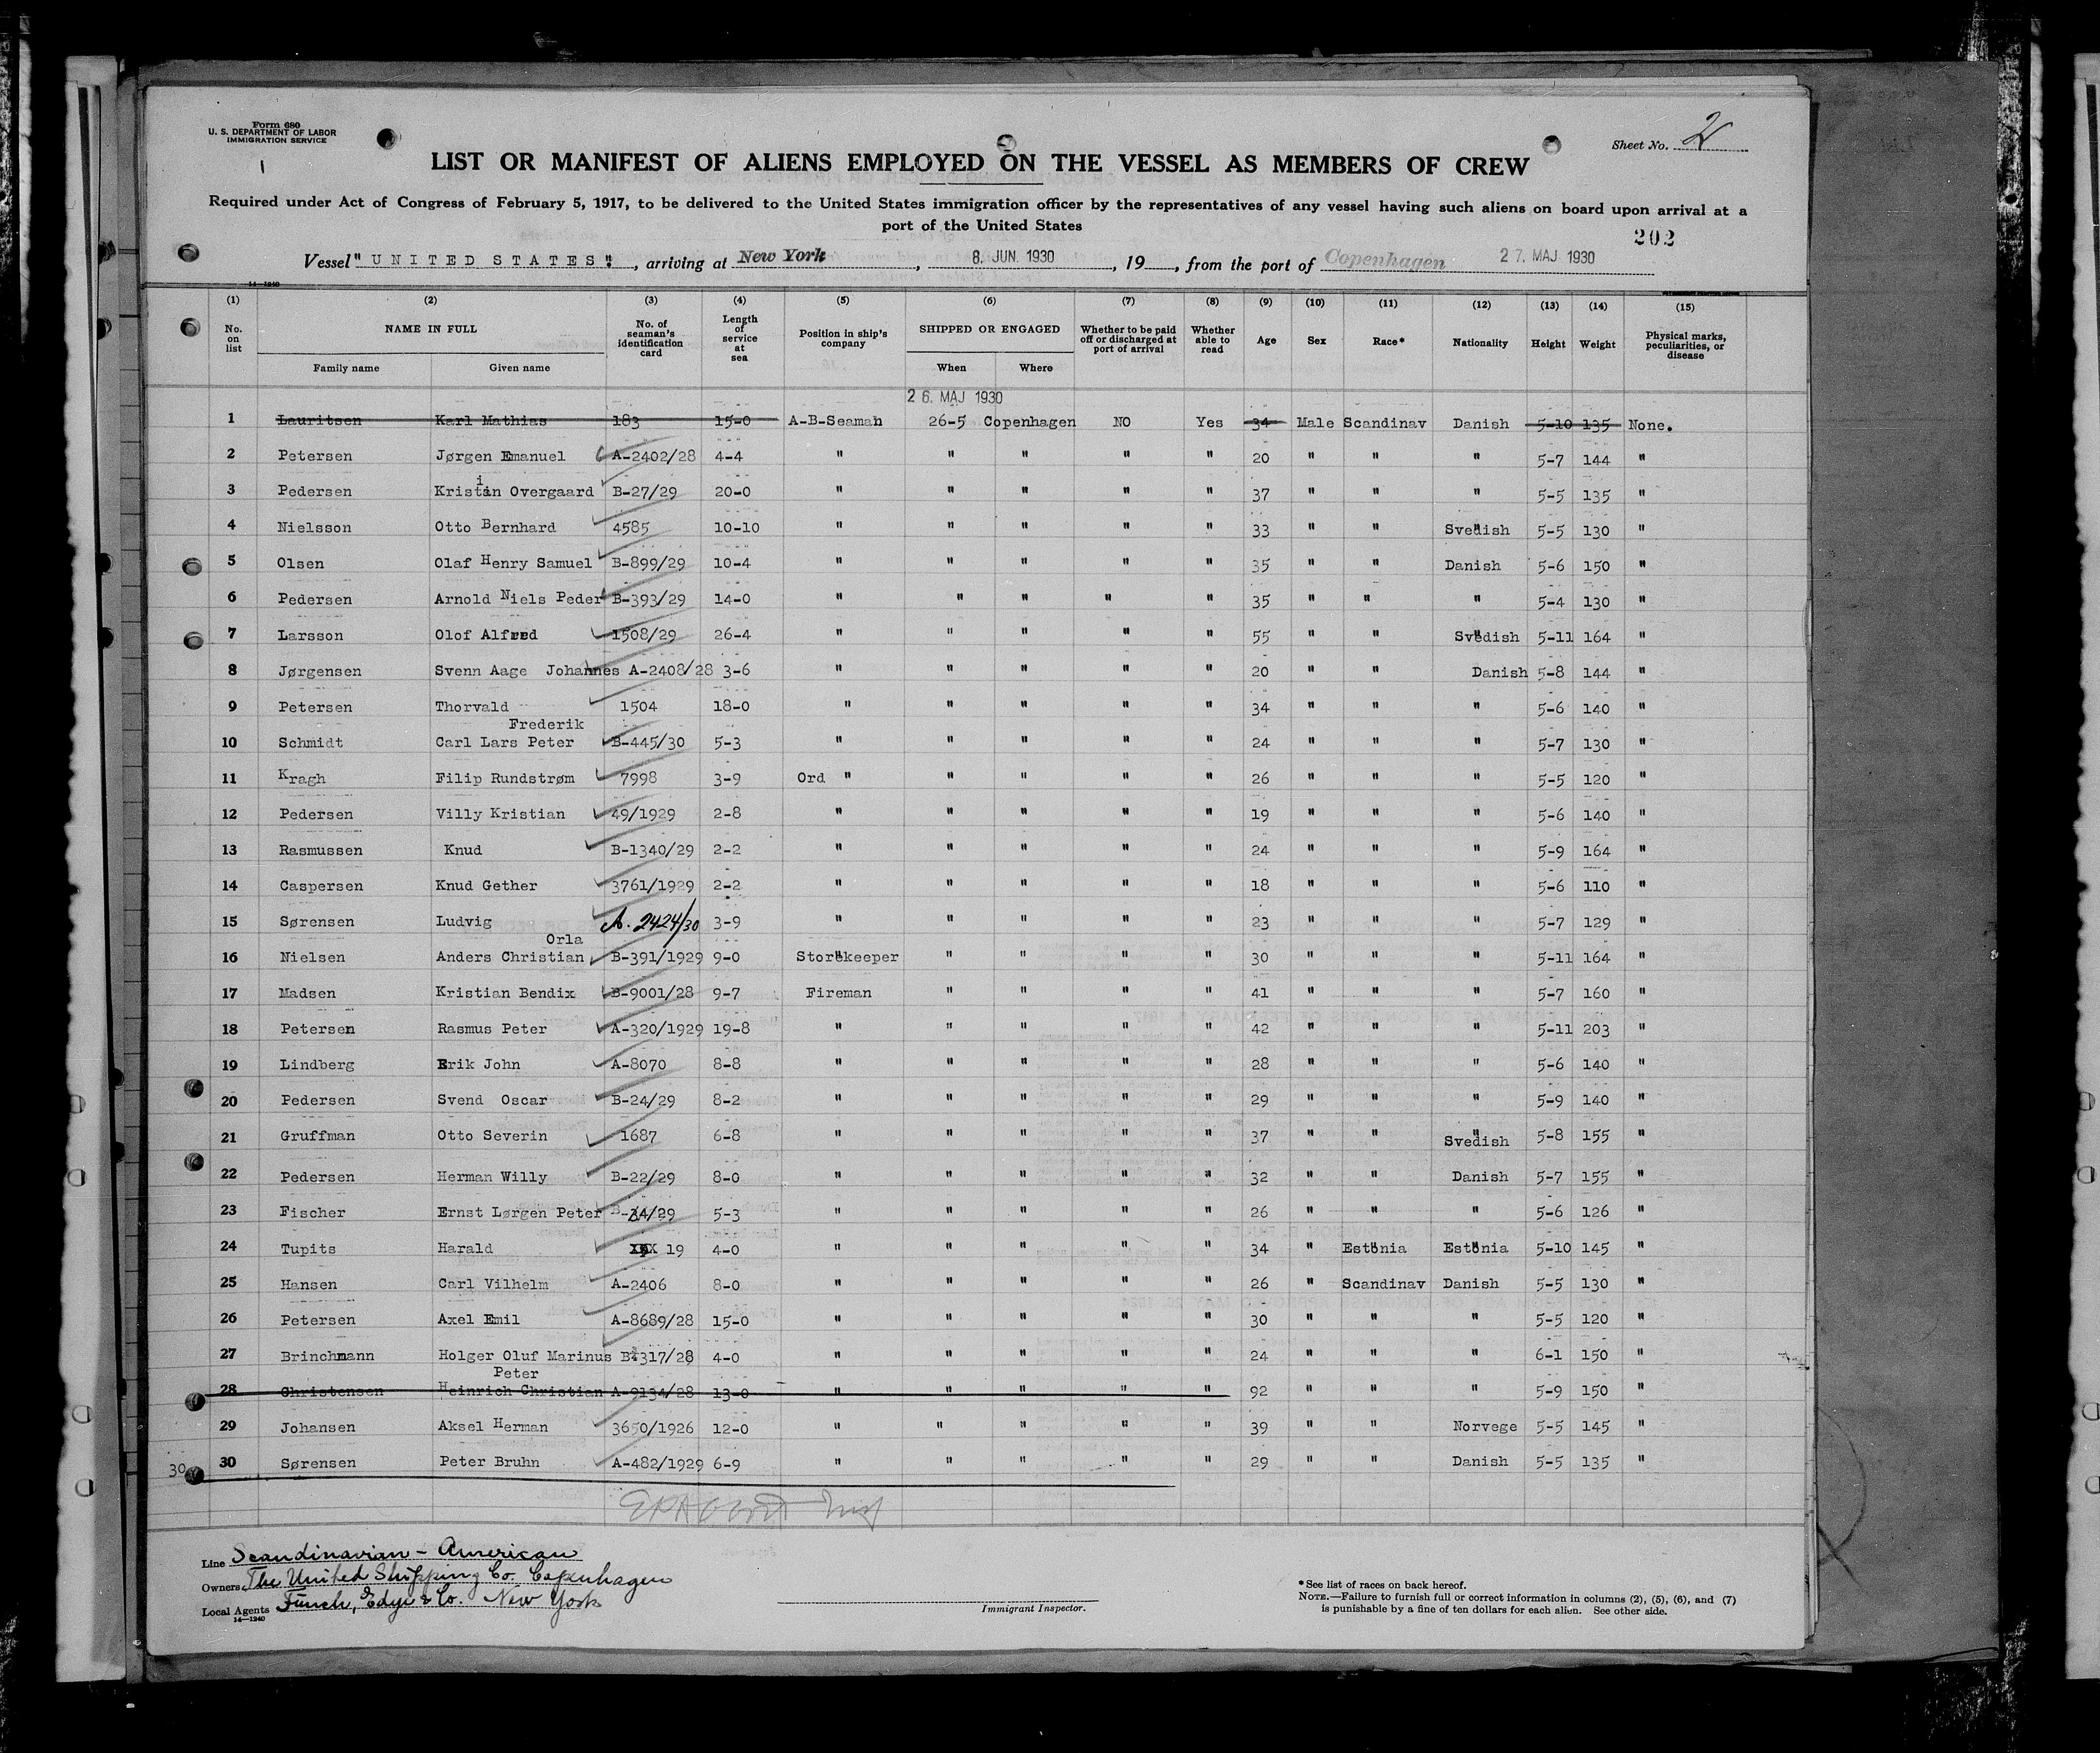 Form 680
U. S. DEPARTMENT OF LABOR
IMMIGRATION SERVICE
Sheet No. 2
LIST OR MANIFEST OF ALIENS EMPLOYED ON THE VESSEL AS MEMBERS OF CREW
Required under Act of Congress of February 5, 1917, to be delivered to the United States immigration officer by the representatives of any vessel having such aliens on board upon arrival at a
port of the United States
202
Vessel "UNITED STATES", arriving at New York, 8. JUN. 1930, 19, from the port of Copenhagen 27. MAJ 1930
14—1240
(1) (2) (3) (4) (5) (6) (7) (8) (9) (10) (11) (12) (13) (14) (15)
No. on list NAME IN FULL Family name Given name No. of seaman's identification card Length of service at sea Position in ship's company SHIPPED OR ENGAGED When Where Whether to be paid off or discharged at port of arrival Whether able to read Age Sex Race* Nationality Height Weight Physical marks, peculiarities, or disease
26. MAJ 1930
1 Lauritsen Karl Mathias 183 15-0 A-B-Seaman 26-5 Copenhagen NO Yes 34 Male Scandinav Danish 5-10 135 None.
2 Petersen Jørgen Emanuel A-2402/28 4-4 " " " " " 20 " " " 5-7 144 "
3 Pedersen Kristian Overgaard B-27/29 20-0 " " " " " 37 " " " 5-5 135 "
4 Nielsson Otto Bernhard 4585 10-10 " " " " " 33 " " Svedish 5-5 130 "
5 Olsen Olaf Henry Samuel B-899/29 10-4 " " " " " 35 " " Danish 5-6 150 "
6 Pedersen Arnold Niels Peder B-393/29 14-0 " " " " " 35 " " " 5-4 130 "
7 Larsson Olof Alfred 1508/29 26-4 " " " " " 55 " " Svedish 5-11 164 "
8 Jørgensen Svenn Aage Johannes A-2408/28 3-6 " " " " " 20 " " Danish 5-8 144 "
9 Petersen Thorvald 1504 18-0 " " " " " 34 " " " 5-6 140 "
Frederik
10 Schmidt Carl Lars Peter B-445/30 5-3 " " " " " 24 " " " 5-7 130 "
11 Kragh Filip Rundstrøm 7998 3-9 Ord " " " " " 26 " " " 5-5 120 "
12 Pedersen Villy Kristian 49/1929 2-8 " " " " " 19 " " " 5-6 140 "
13 Rasmussen Knud B-1340/29 2-2 " " " " " 24 " " " 5-9 164 "
14 Caspersen Knud Gether 3761/1929 2-2 " " " " " 18 " " " 5-6 110 "
15 Sørensen Ludvig A. 2424/30 3-9 " " " " " 23 " " " 5-7 129 "
Orla
16 Nielsen Anders Christian B-391/1929 9-0 Storekeeper " " " " 30 " " " 5-11 164 "
17 Madsen Kristian Bendix B-9001/28 9-7 Fireman " " " " 41 " " " 5-7 160 "
18 Petersen Rasmus Peter A-320/1929 19-8 " " " " " 42 " " " 5-11 203 "
19 Lindberg Erik John A-8070 8-8 " " " " " 28 " " " 5-6 140 "
20 Pedersen Svend Oscar B-24/29 8-2 " " " " " 29 " " " 5-9 140 "
21 Gruffman Otto Severin 1687 6-8 " " " " " 37 " " Svedish 5-8 155 "
22 Pedersen Herman Willy B-22/29 8-0 " " " " " 32 " " Danish 5-7 155 "
23 Fischer Ernst Lørgen Peter 5-3 " " " " " 26 " " " 5-6 126 "
24 Tupits Harald 19 4-0 " " " " " 34 " Estonia Estonia 5-10 145 "
25 Hansen Carl Vilhelm A-2406 8-0 " " " " " 26 " Scandinav Danish 5-5 130 "
26 Petersen Axel Emil A-8689/28 15-0 " " " " " 30 " " " 5-5 120 "
27 Brinchmann Holger Oluf Marinus B-317/28 4-0 " " " " " 24 " " " 6-1 150 "
Peter
28 Christensen Heinrich Christian A-9134/28 13-0 " " " " " 92 " " " 5-9 150 "
29 Johansen Aksel Herman 3650/1926 12-0 " " " " " 39 " " Norvege 5-5 145 "
30 30 Sørensen Peter Bruhn A-482/1929 6-9 " " " " " 29 " " Danish 5-5 135 "
Line Scandinavian - American
Owners The United Shipping Co. Copenhagen
Local Agents Funch, Edye & Co. New York
14—1240
Immigrant Inspector.
*See list of races on back hereof.
NOTE.—Failure to furnish full or correct information in columns (2), (5), (6), and (7)
is punishable by a fine of ten dollars for each alien. See other side.